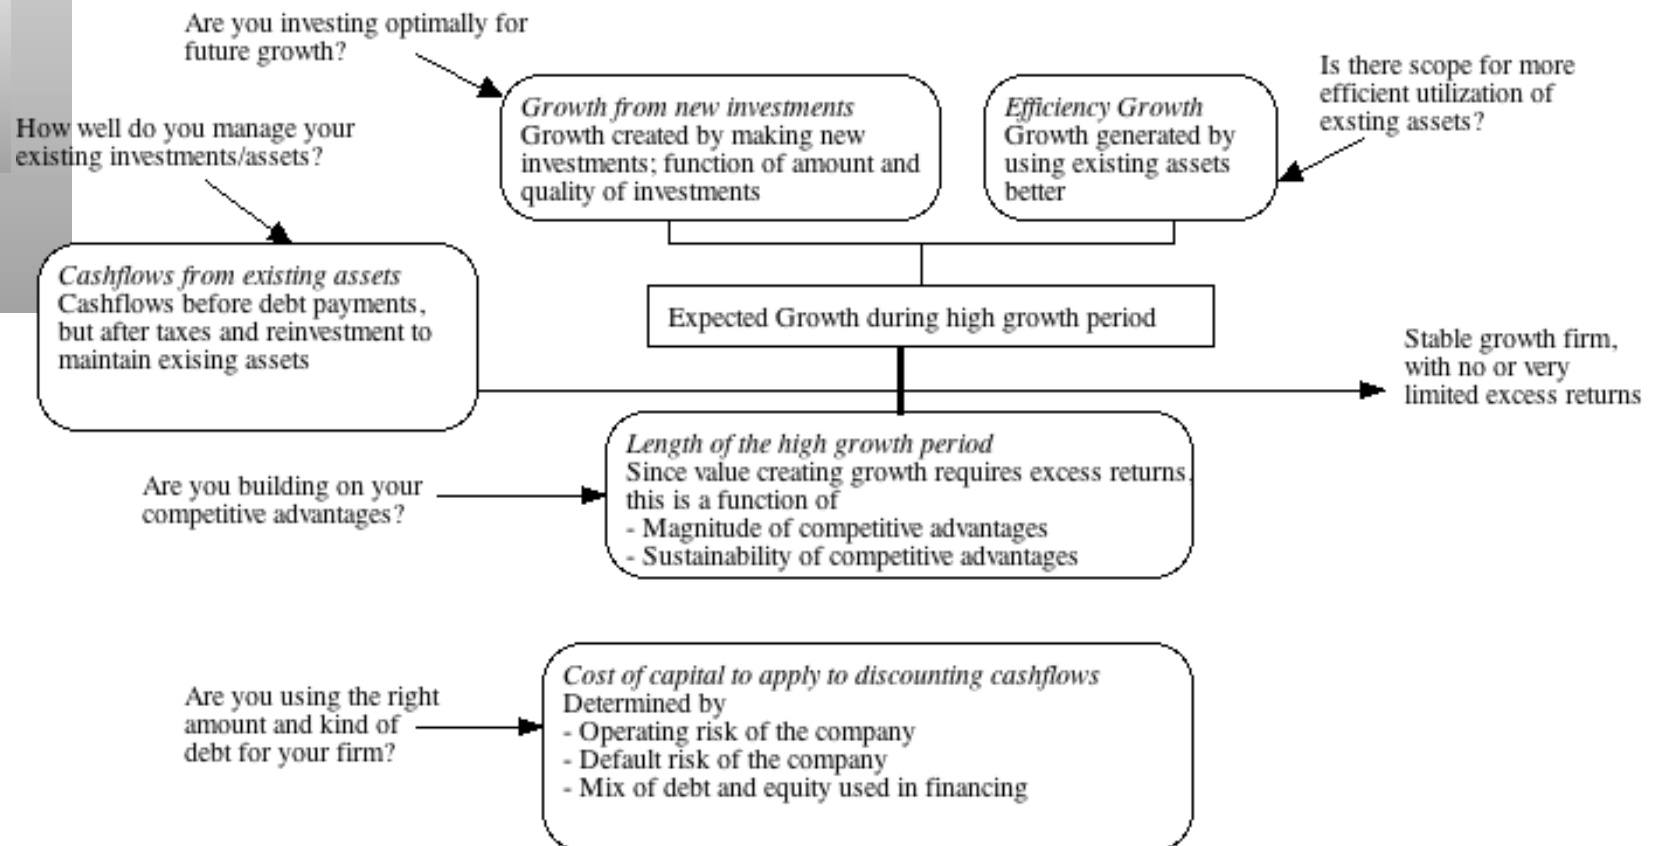 Are you investing optimally for
future growth?
How well do you manage your
existing investments/assets?
Growth from new investments
Growth created by making new
investments; function of amount and
quality of investments
Efficiency Growth
Growth generated by
using existing assets
better
Is there scope for more
efficient utilization of
exsting assets?
Cashflows from existing assets
Cashflows before debt payments,
but after taxes and reinvestment to
maintain exising assets
Expected Growth during high growth period
Stable growth firm,
with no or very
limited excess returns
Are you building on your
competitive advantages?
Length of the high growth period
Since value creating growth requires excess returns,
this is a function of
- Magnitude of competitive advantages
- Sustainability of competitive advantages
Are you using the right
amount and kind of
debt for your firm?
Cost of capital to apply to discounting cashflows
Determined by
- Operating risk of the company
- Default risk of the company
- Mix of debt and equity used in financing